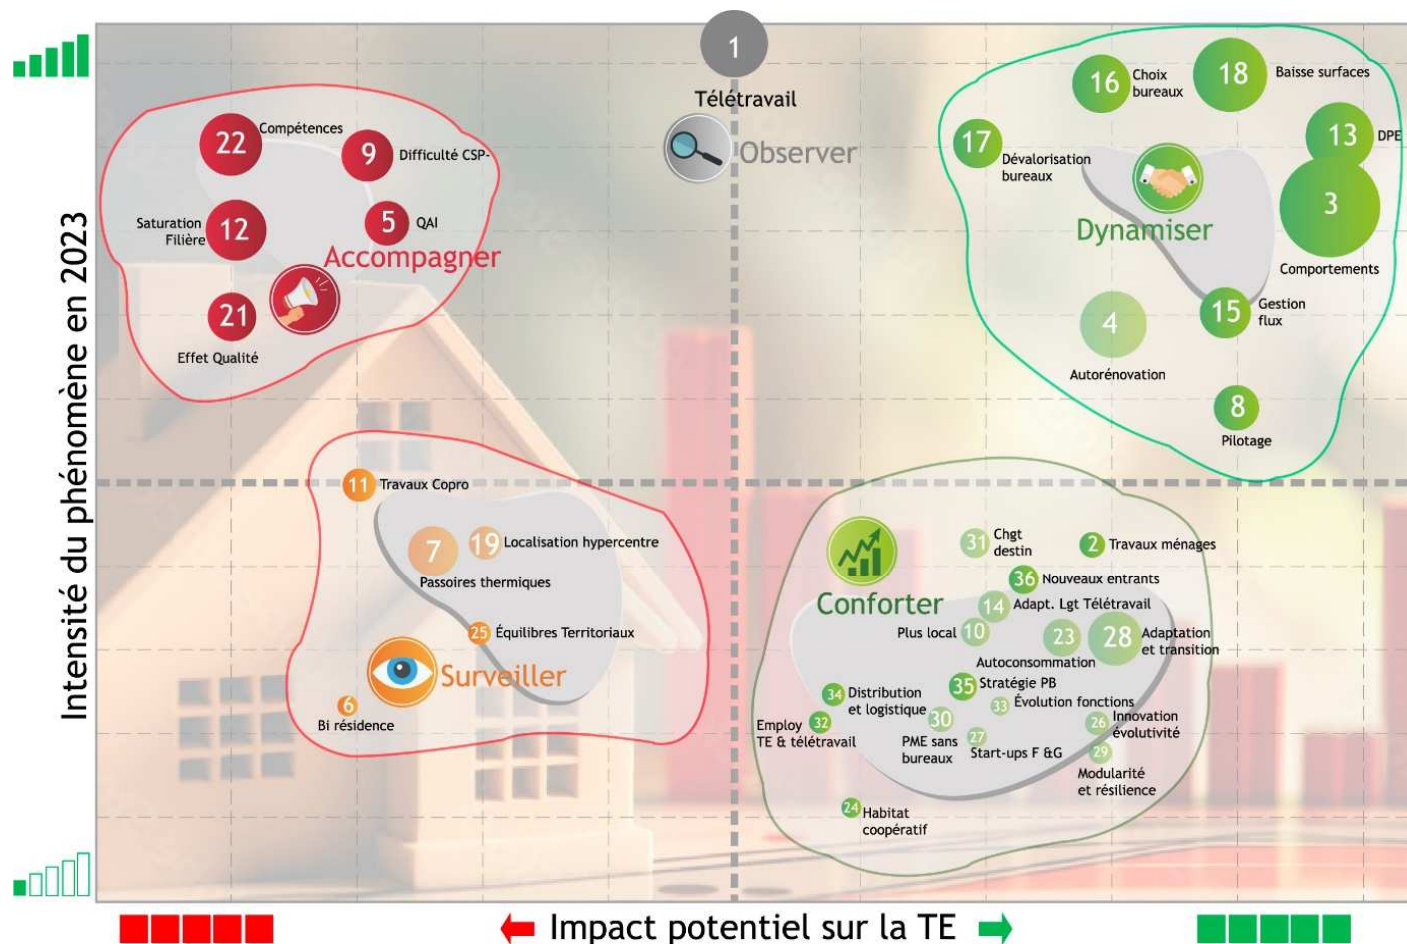 Intensité du phénomène en 2023
1
Télétravail
Observer
22
Compétences
9
Difficulté CSP-
Saturation
Filière
12
5
QAI
Accompagner
21
Effet Qualité
16
Choix
bureaux
18
Baisse surfaces
17
Dévalorisation
bureaux
13
DPE
3
Comportements
Dynamiser
4
Autorénovation
15
Gestion
flux
8
Pilotage
11
Travaux Copro
7
Passoires thermiques
19
Localisation hypercentre
25
Équilibres Territoriaux
Surveiller
6
Bi résidence
Conforter
31
Chgt
destin
2
Travaux ménages
36
Nouveaux entrants
14
Adapt. Lgt Télétravail
Plus local
10
23
Autoconsommation
28
Adaptation
et transition
35
Stratégie PB
34
Distribution
et logistique
33
Évolution fonctions
Employ
TE & télétravail
32
30
PME sans
bureaux
27
Start-ups F &G
26
Innovation
évolutivité
29
Modularité
et résilience
24
Habitat
coopératif
Impact potentiel sur la TE